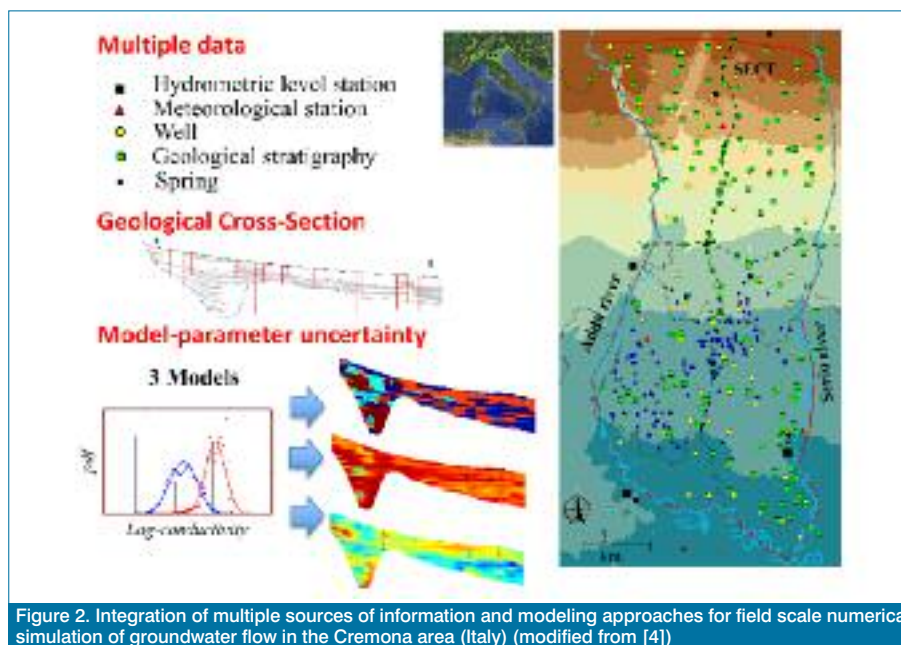 Multiple data
Hydrometric level station
Meteorological station
Well
Geological stratigraphy
Spring
Geological Cross-Section
Model-parameter uncertainty
3 Models
pdf
Log-conductivity
SECT
Adda river
Serio river
km
Figure 2. Integration of multiple sources of information and modeling approaches for field scale numerica
simulation of groundwater flow in the Cremona area (Italy) (modified from [4])